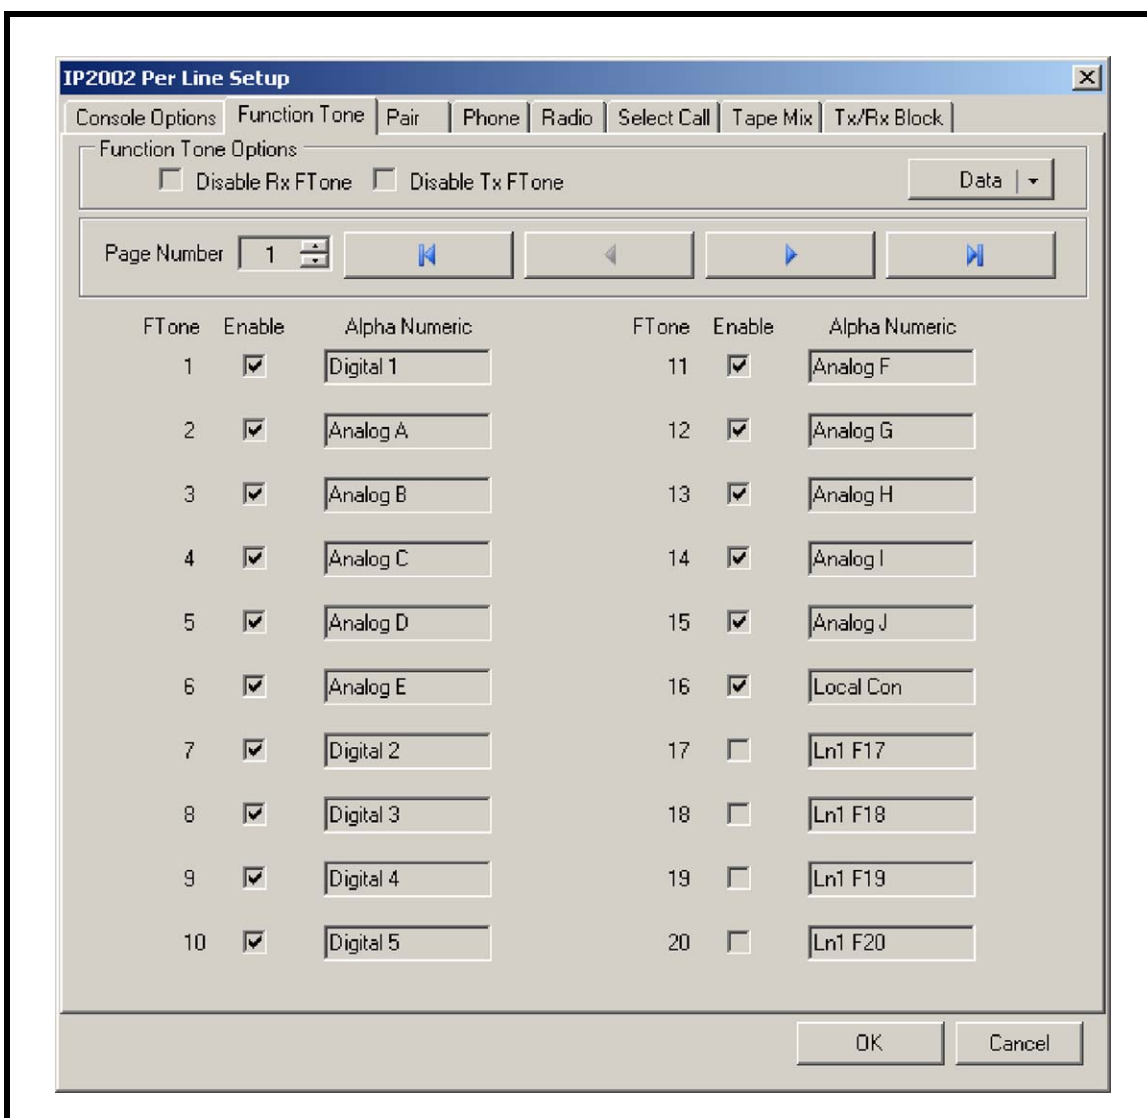 IP2002 Per Line Setup
Console Options Function Tone Pair Phone Radio Select Call Tape Mix Tx/Rx Block
Function Tone Options
Disable Rx FTone Disable Tx FTone Data
Page Number 1
FTone Enable Alpha Numeric FTone Enable Alpha Numeric
1 Digital 1 11 Analog F
2 Analog A 12 Analog G
3 Analog B 13 Analog H
4 Analog C 14 Analog I
5 Analog D 15 Analog J
6 Analog E 16 Local Con
7 Digital 2 17 Ln1 F17
8 Digital 3 18 Ln1 F18
9 Digital 4 19 Ln1 F19
10 Digital 5 20 Ln1 F20
OK Cancel